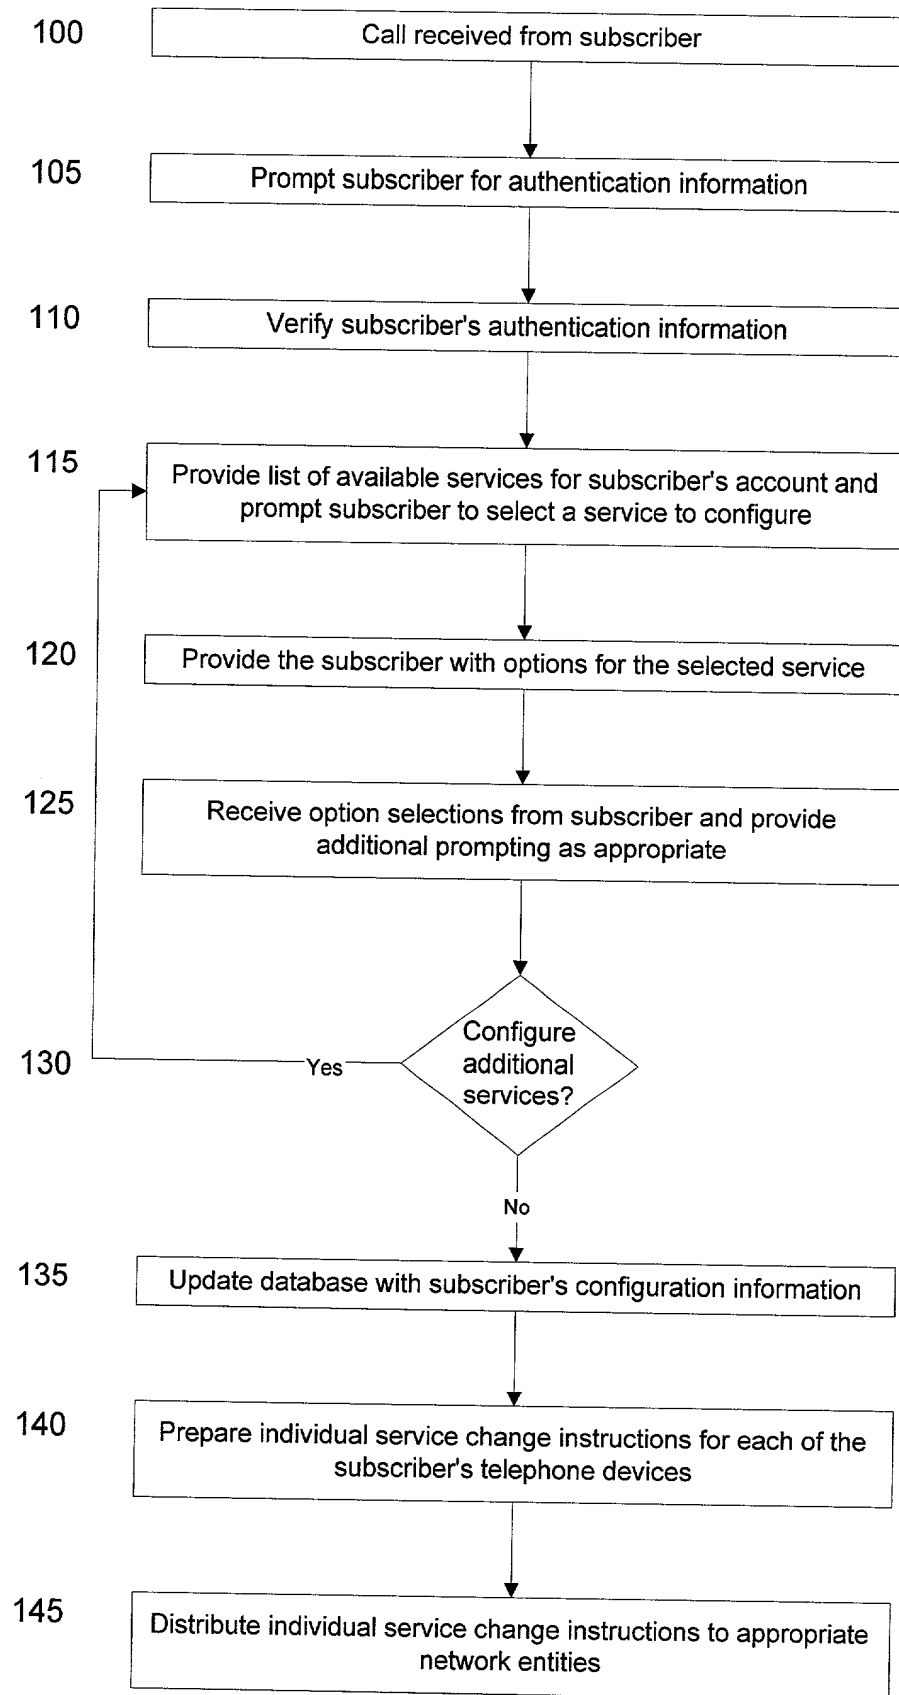 100
Call received from subscriber
105
Prompt subscriber for authentication information
110
Verify subscriber's authentication information
115
Provide list of available services for subscriber's account and
prompt subscriber to select a service to configure
120
Provide the subscriber with options for the selected service
125
Receive option selections from subscriber and provide
additional prompting as appropriate
130
Configure
additional
services?
Yes
No
135
Update database with subscriber's configuration information
140
Prepare individual service change instructions for each of the
subscriber's telephone devices
145
Distribute individual service change instructions to appropriate
network entities